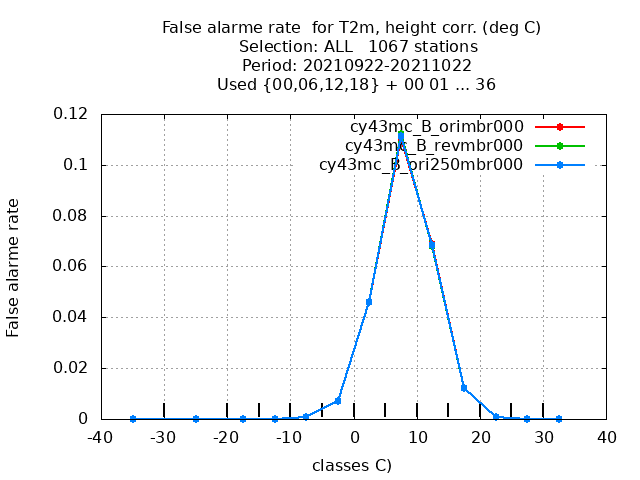 False alarme rate  for T2m, height corr. (deg C)
Selection: ALL   1067 stations
Period: 20210922-20211022
Used {00,06,12,18} + 00 01 ... 36
cy43mc_B_orimbr000
cy43mc_B_revmbr000
cy43mc_B_ori250mbr000
0.12
0.1
0.08
0.06
0.04
0.02
0
False alarme rate
-40 -30 -20 -10 0 10 20 30 40
classes C)